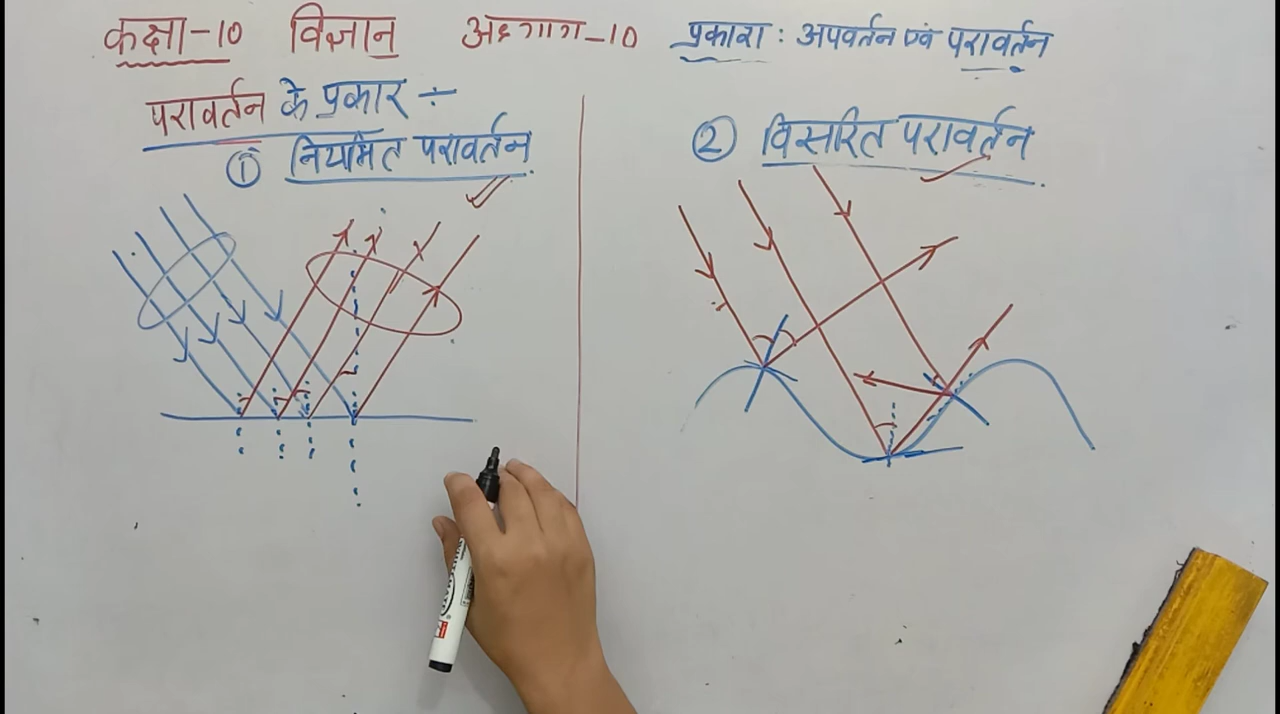 कक्षा-10 विज्ञान अध्याय-10 प्रकाश : अपवर्तन एवं परावर्तन
परावर्तन के प्रकार ÷
① नियमित परावर्तन
② विसरित परावर्तन